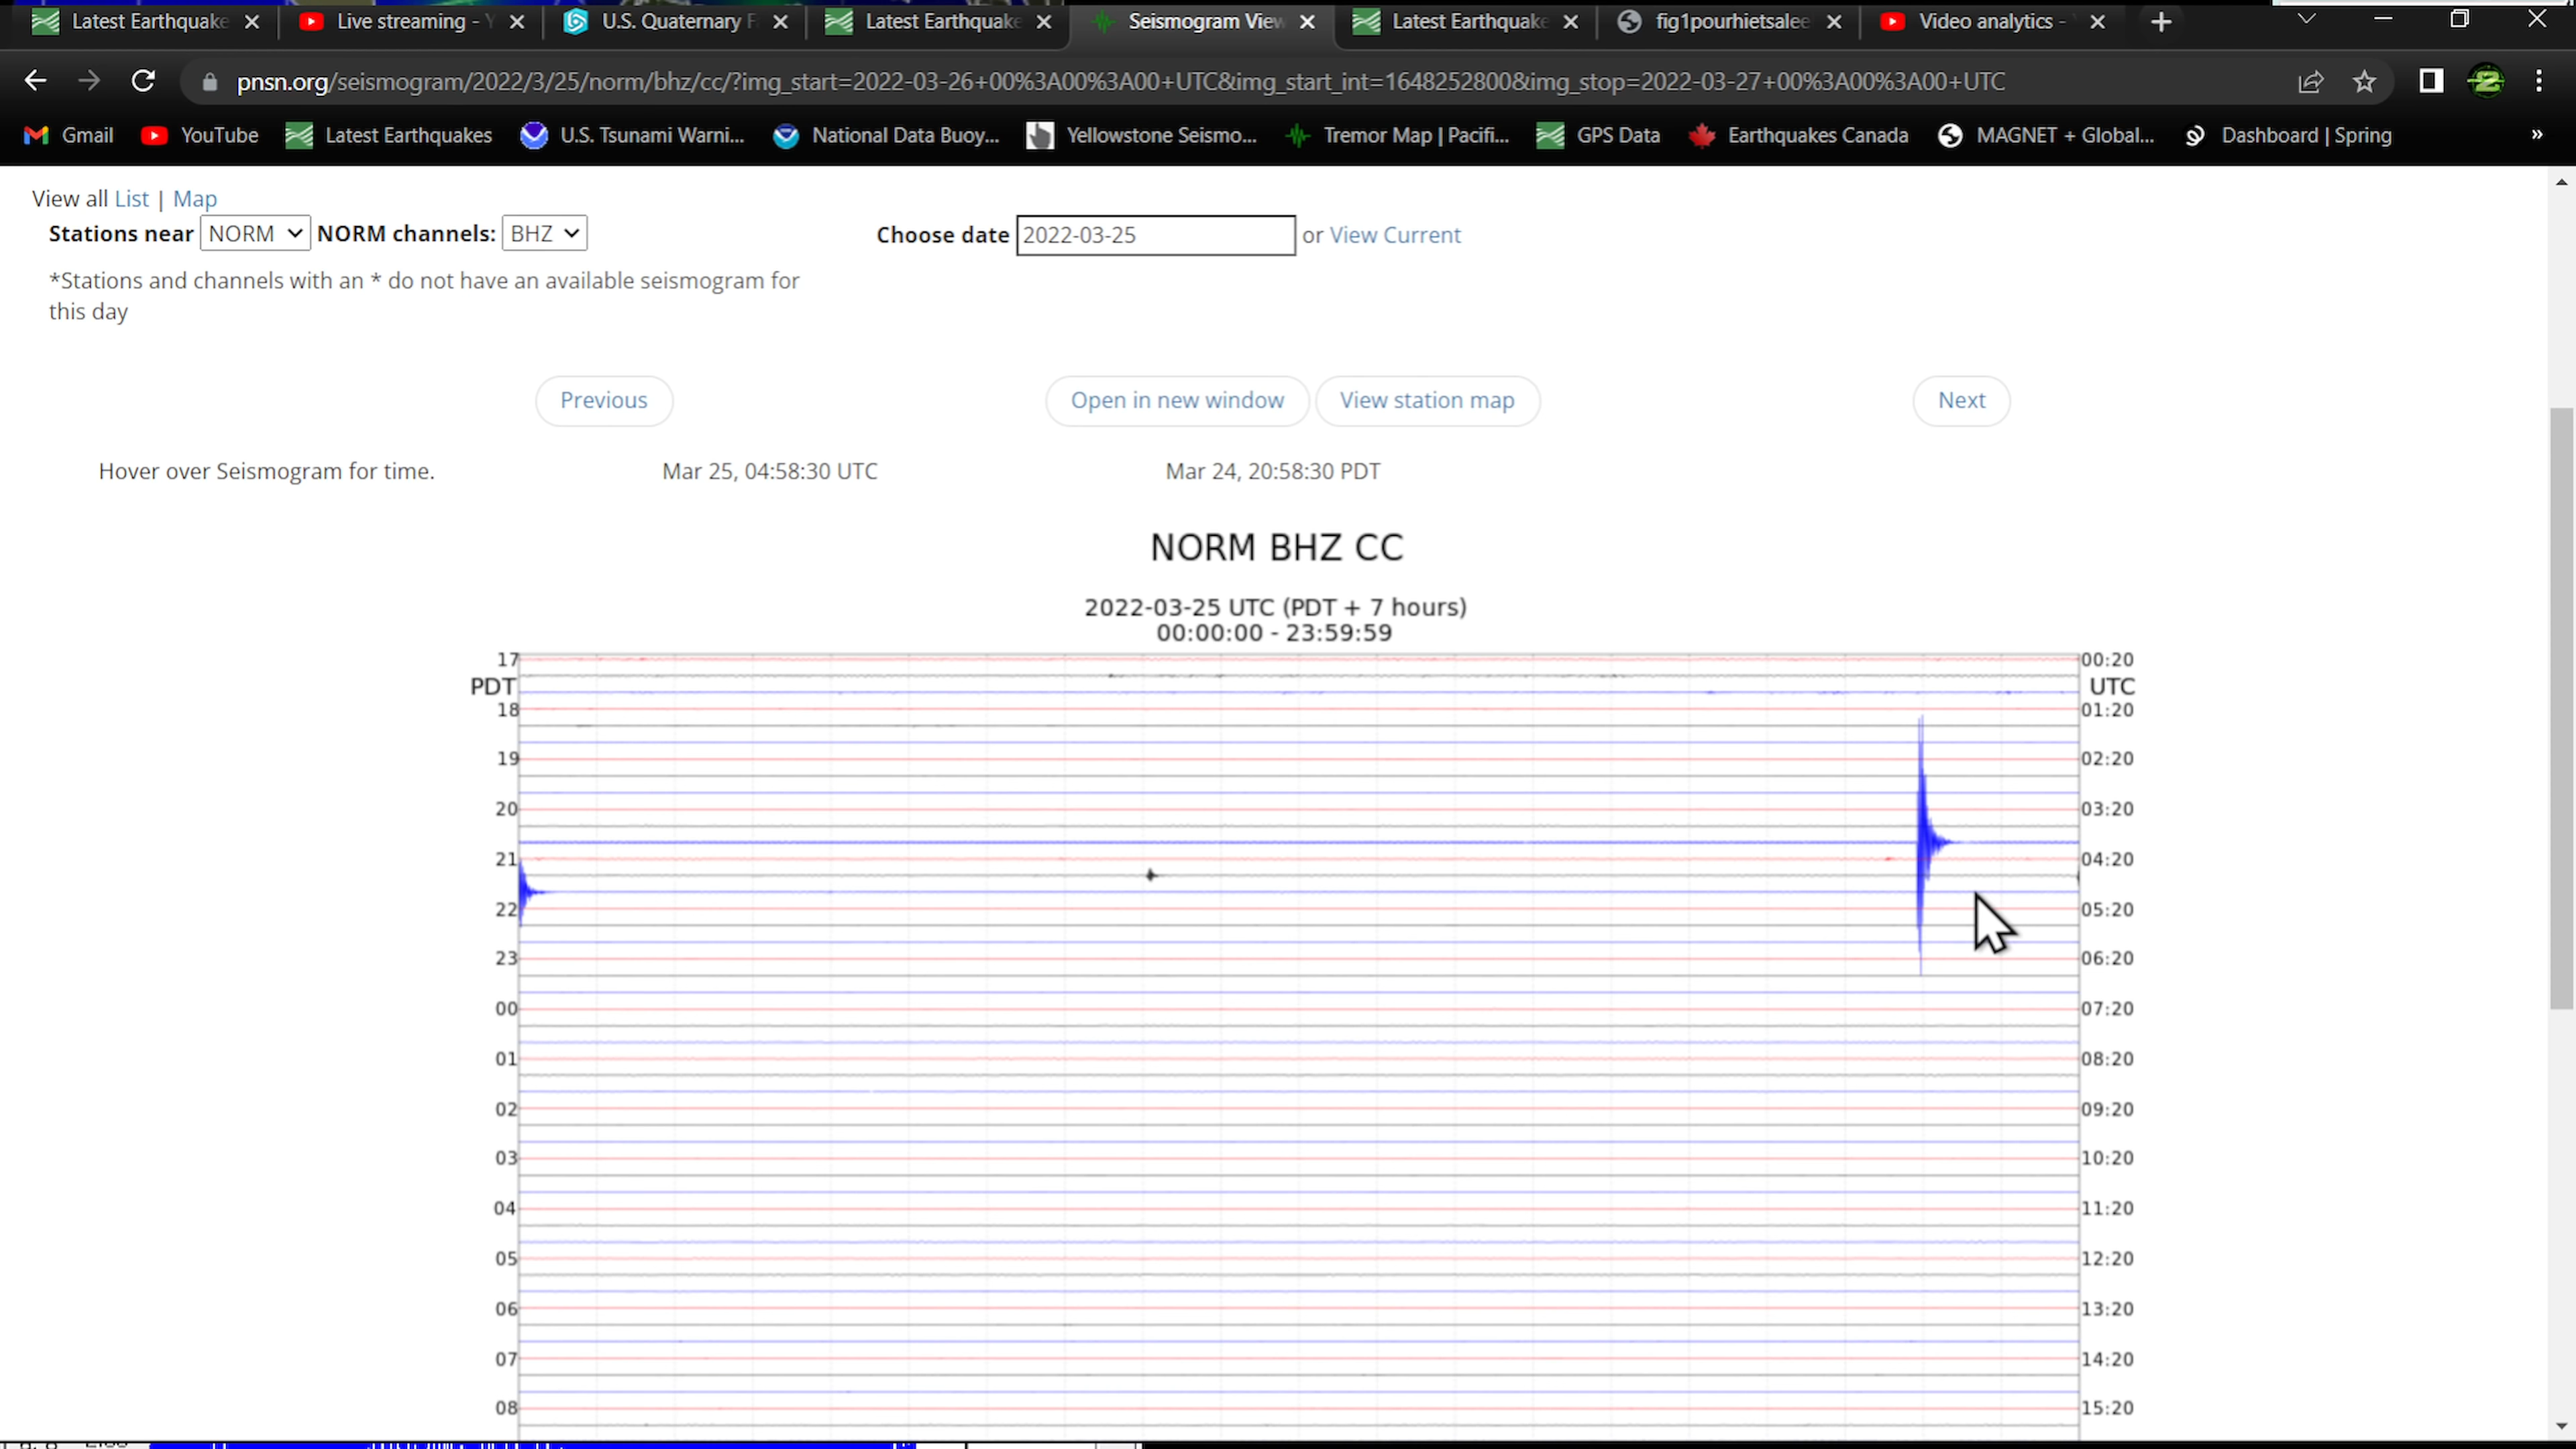 Latest Earthquake
Live streaming - Y
U.S. Quaternary F
Latest Earthquake
Seismogram View
Latest Earthquake
fig1pourhietsalee
Video analytics - Y
pnsn.org/seismogram/2022/3/25/norm/bhz/cc/?img_start=2022-03-26+00%3A00%3A00+UTC&img_start_int=1648252800&img_stop=2022-03-27+00%3A00%3A00+UTC
Gmail
YouTube
Latest Earthquakes
U.S. Tsunami Warni...
National Data Buoy...
Yellowstone Seismo...
Tremor Map | Pacifi...
GPS Data
Earthquakes Canada
MAGNET + Global...
Dashboard | Spring
»
View all List | Map
Stations near NORM NORM channels: BHZ
Choose date 2022-03-25 or View Current
*Stations and channels with an * do not have an available seismogram for
this day
Previous
Open in new window
View station map
Next
Hover over Seismogram for time.
Mar 25, 04:58:30 UTC
Mar 24, 20:58:30 PDT
NORM BHZ CC
2022-03-25 UTC (PDT + 7 hours)
00:00:00 - 23:59:59
17 00:20
PDT UTC
18 01:20
19 02:20
20 03:20
21 04:20
22 05:20
23 06:20
00 07:20
01 08:20
02 09:20
03 10:20
04 11:20
05 12:20
06 13:20
07 14:20
08 15:20